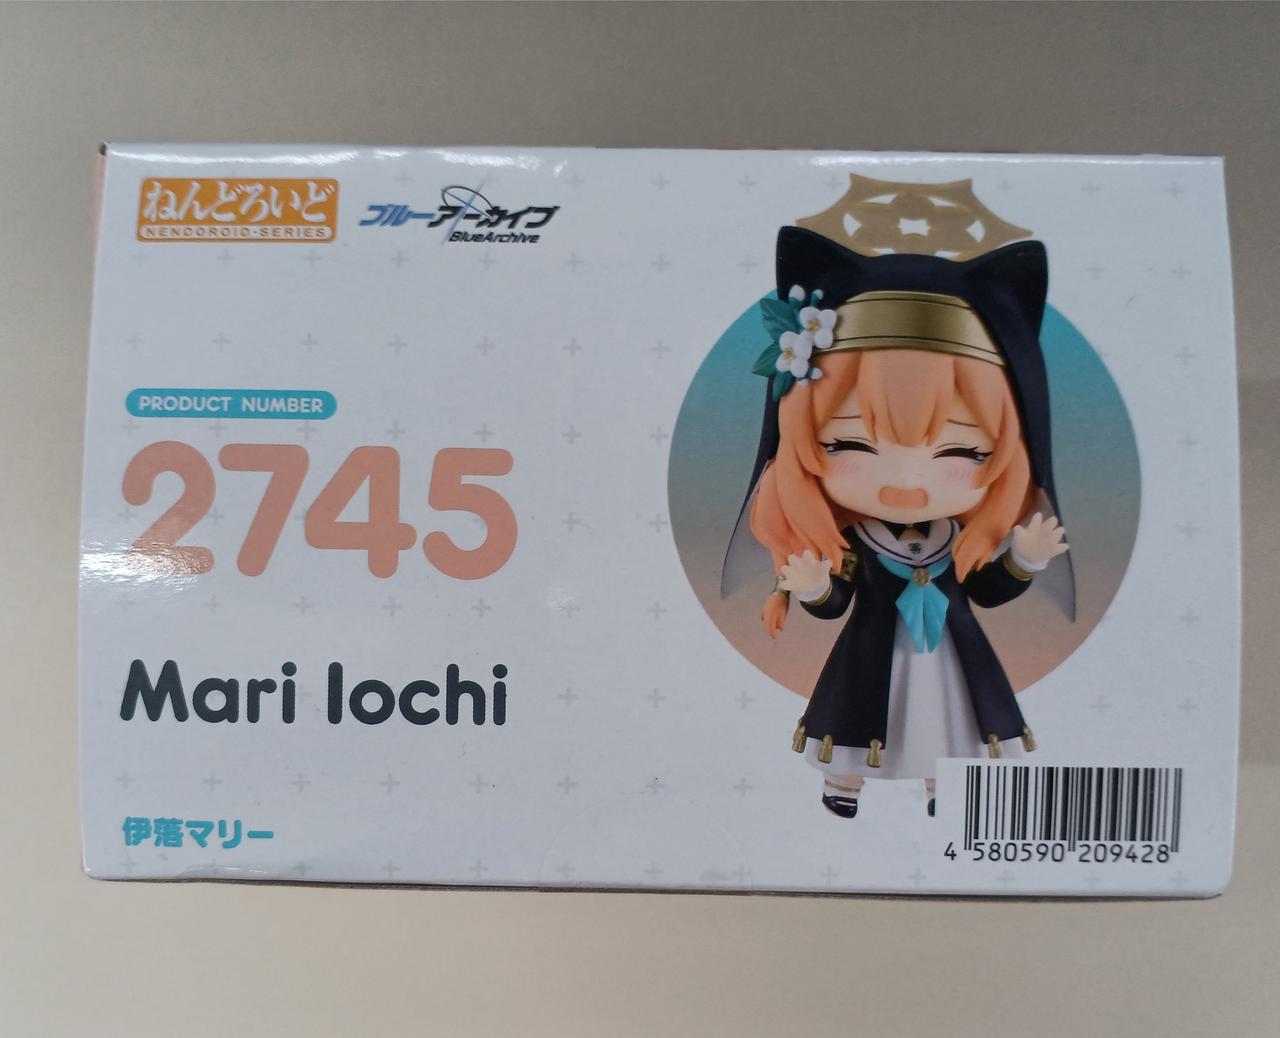 ねんどろいど
NENDOROID·SERIES
ブルーアーカイブ
BlueArchive
PRODUCT NUMBER
2745
Mari Iochi
伊落マリー
4 580590 209428